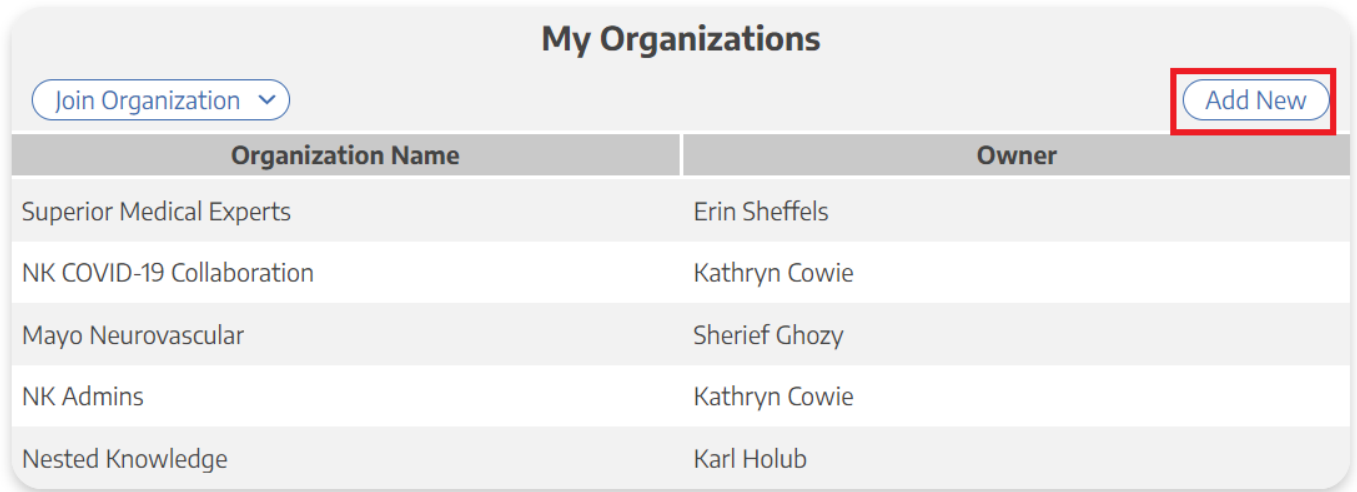 My Organizations
Join Organization
Add New
Organization Name Owner
Superior Medical Experts Erin Sheffels
NK COVID-19 Collaboration Kathryn Cowie
Mayo Neurovascular Sherief Ghozy
NK Admins Kathryn Cowie
Nested Knowledge Karl Holub